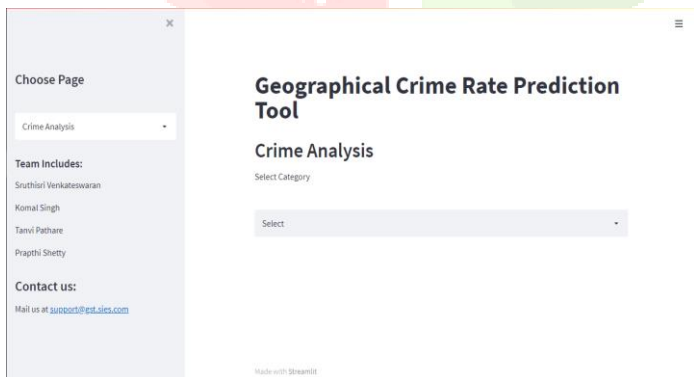 Choose Page
Crime Analysis
Team Includes:
Sruthisri Venkateswaran
Komal Singh
Tanvi Pathare
Prapthi Shetty
Contact us:
Mail us at support@gst.sies.com
Geographical Crime Rate Prediction
Tool
Crime Analysis
Select Category
Select
Made with Streamlit